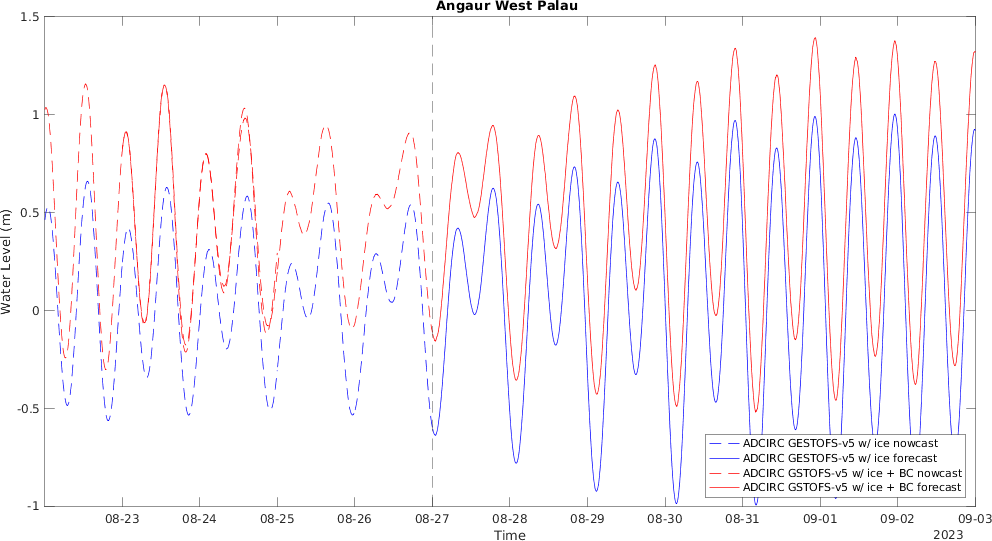 Angaur West Palau
1.5
1
0.5
0
-0.5
-1
Water Level (m)
ADCIRC GESTOFS-v5 w/ ice nowcast
ADCIRC GESTOFS-v5 w/ ice forecast
ADCIRC GSTOFS-v5 w/ ice + BC nowcast
ADCIRC GSTOFS-v5 w/ ice + BC forecast
08-23 08-24 08-25 08-26 08-27 08-28 08-29 08-30 08-31 09-01 09-02 09-03
Time
2023